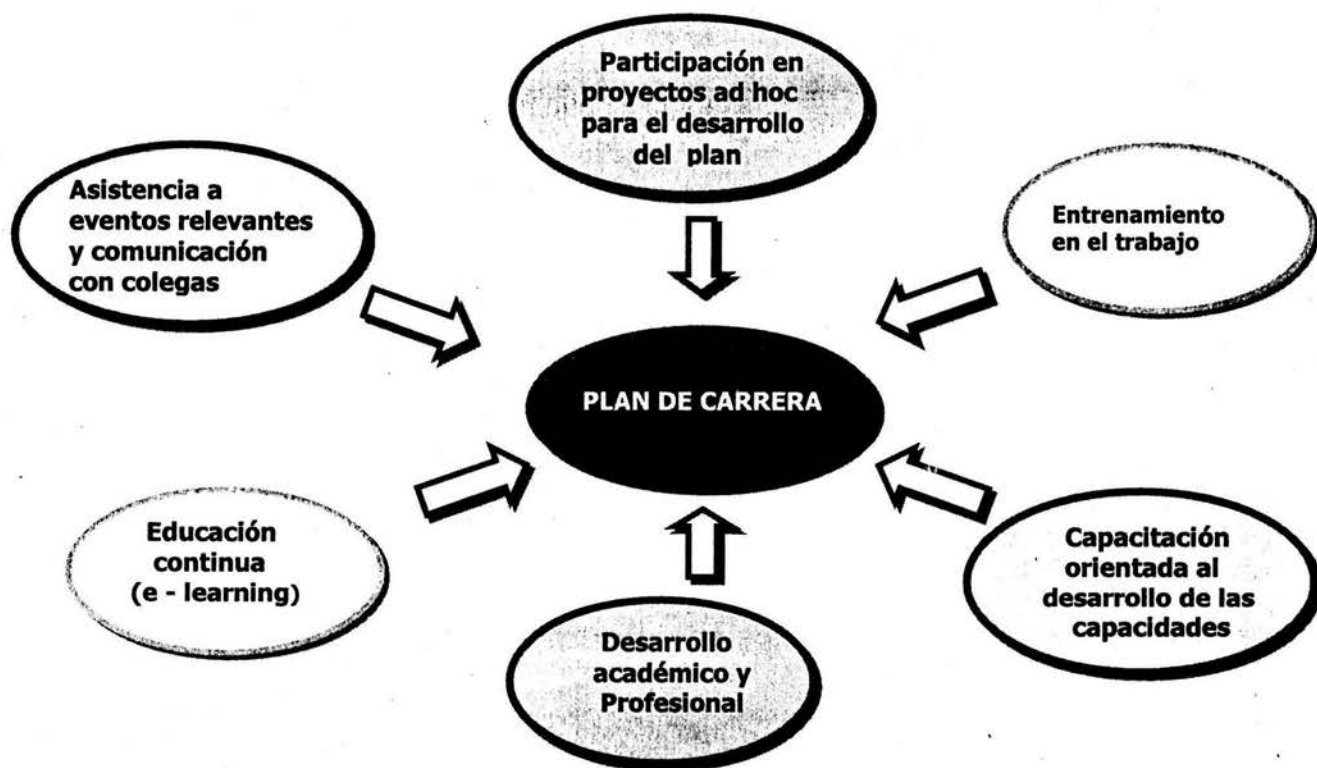 Participación en
proyectos ad hoc
para el desarrollo
del plan
Asistencia a
eventos relevantes
y comunicación
con colegas
Entrenamiento
en el trabajo
PLAN DE CARRERA
Educación
continua
(e - learning)
Capacitación
orientada al
desarrollo de las
capacidades
Desarrollo
académico y
Profesional